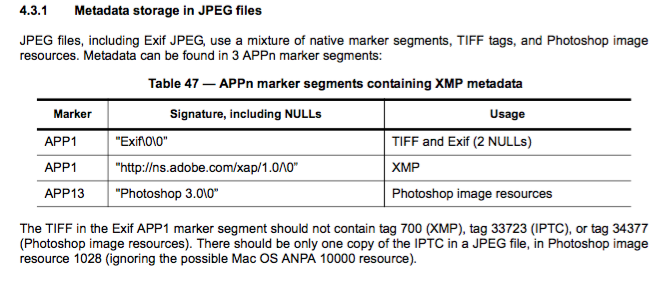 4.3.1 Metadata storage in JPEG files
JPEG files, including Exif JPEG, use a mixture of native marker segments, TIFF tags, and Photoshop image
resources. Metadata can be found in 3 APPn marker segments:
Table 47 — APPn marker segments containing XMP metadata
Marker Signature, including NULLs Usage
APP1 "Exif\0\0" TIFF and Exif (2 NULLs)
APP1 "http://ns.adobe.com/xap/1.0/\0" XMP
APP13 "Photoshop 3.0\0" Photoshop image resources
The TIFF in the Exif APP1 marker segment should not contain tag 700 (XMP), tag 33723 (IPTC), or tag 34377
(Photoshop image resources). There should be only one copy of the IPTC in a JPEG file, in Photoshop image
resource 1028 (ignoring the possible Mac OS ANPA 10000 resource).